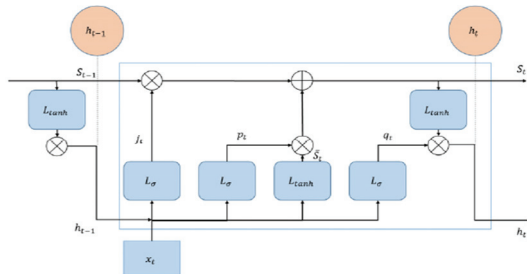 h_{t-1}
h_t
S_{t-1}
S_t
L_{tanh}
L_{tanh}
j_t
p_t
S̃_t
q_t
L_σ
L_σ
L_{tanh}
L_σ
h_{t-1}
h_t
x_t